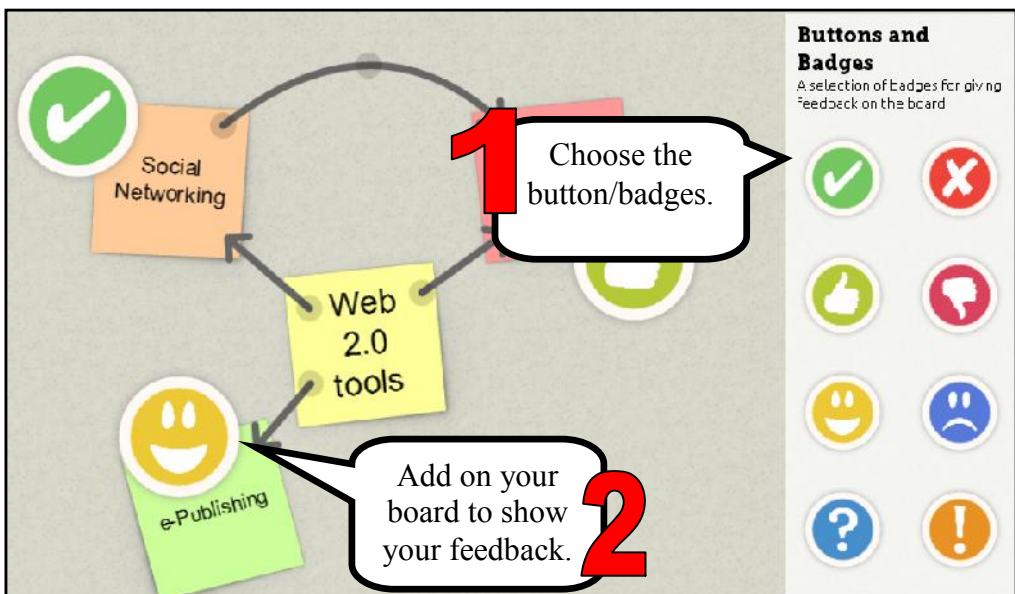 Buttons and
Badges
A selection of badges for giving
feedback on the board
Social
Networking
1
Choose the
button/badges.
Web
2.0
tools
e-Publishing
Add on your
board to show
your feedback.
2